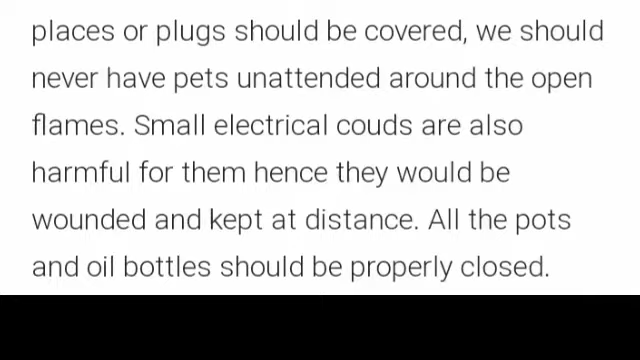 places or plugs should be covered, we should
never have pets unattended around the open
flames. Small electrical couds are also
harmful for them hence they would be
wounded and kept at distance. All the pots
and oil bottles should be properly closed.